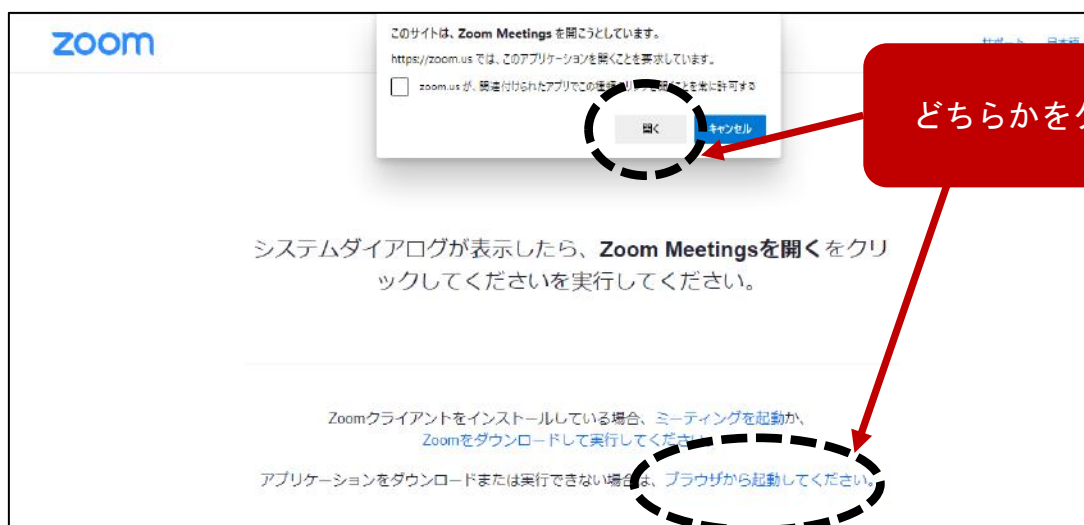 zoom
このサイトは、Zoom Meetings を開こうとしています。
https://zoom.us では、このアプリケーションを開くことを要求しています。
zoom.us が、関連付けられたアプリでこの種類のリンクを開くことを常に許可する
開く
キャンセル
サポート 日本語
どちらかを
システムダイアログが表示したら、Zoom Meetingsを開くをクリ
ックしてくださいを実行してください。
Zoomクライアントをインストールしている場合、ミーティングを起動か、
Zoomをダウンロードして実行してください
アプリケーションをダウンロードまたは実行できない場合は、ブラウザから起動してください。